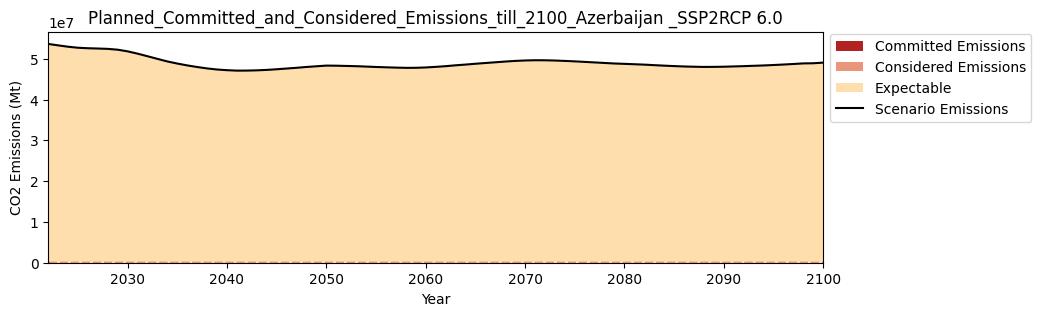 Planned_Committed_and_Considered_Emissions_till_2100_Azerbaijan _SSP2RCP 6.0
1e7
5
4
3
2
1
0
CO2 Emissions (Mt)
2030 2040 2050 2060 2070 2080 2090 2100
Year
Committed Emissions
Considered Emissions
Expectable
Scenario Emissions